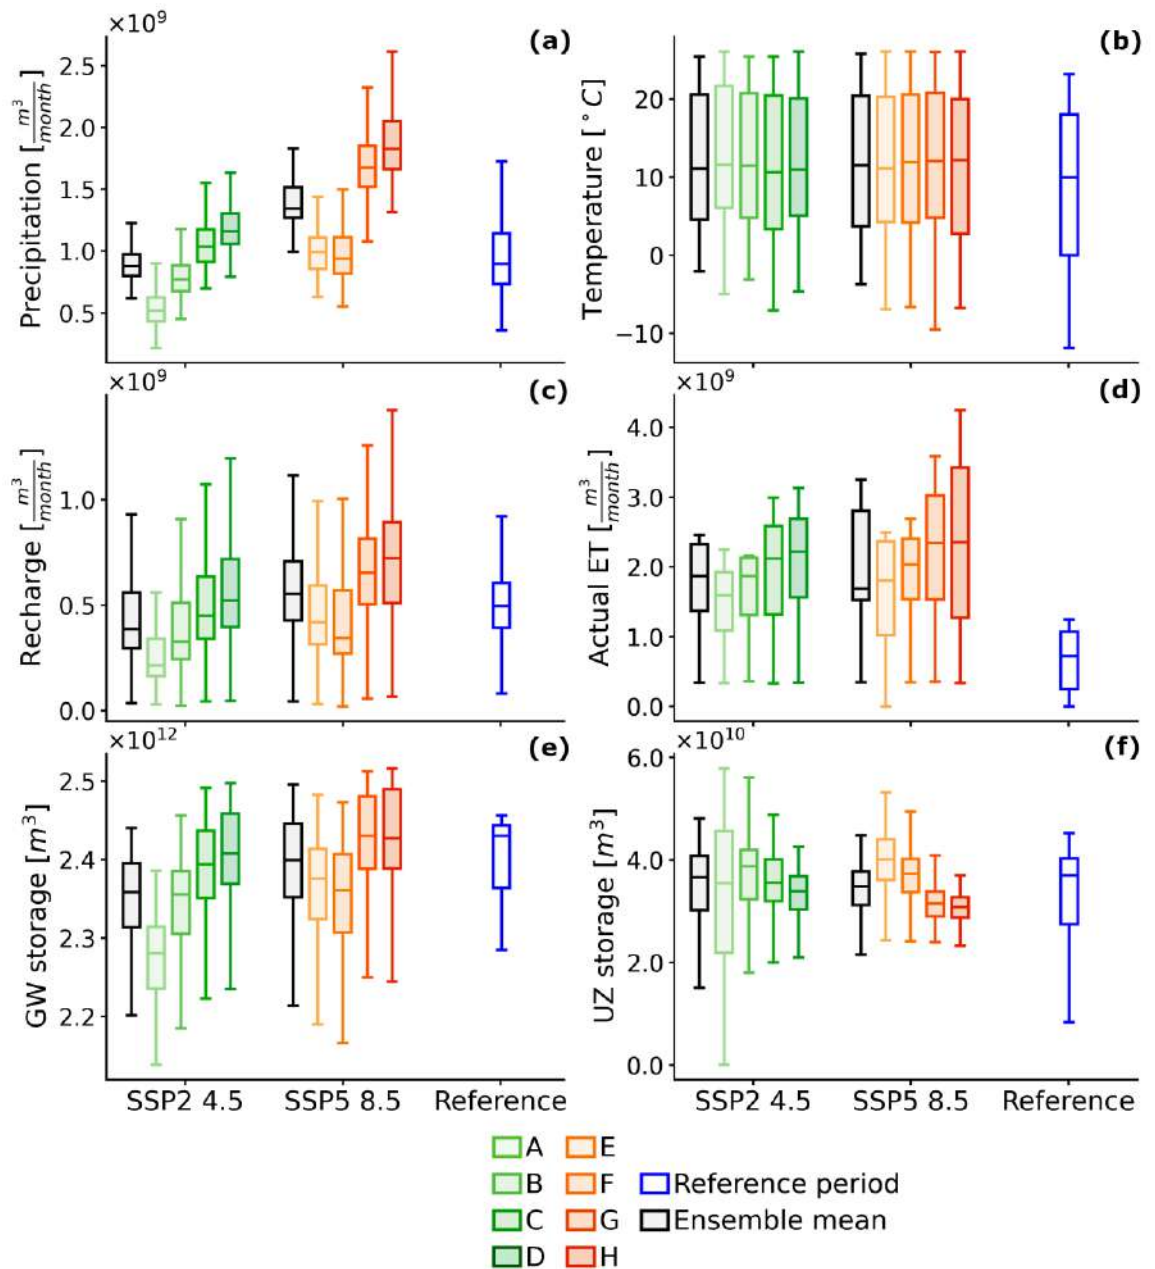 ×10⁹
(a)
Precipitation [m³/month]
2.5
2.0
1.5
1.0
0.5
(b)
Temperature [°C]
20
10
0
−10
×10⁹
(c)
Recharge [m³/month]
1.0
0.5
0.0
×10⁹
(d)
Actual ET [m³/month]
4.0
3.0
2.0
1.0
0.0
×10¹²
(e)
GW storage [m³]
2.5
2.4
2.3
2.2
SSP2 4.5 SSP5 8.5 Reference
×10¹⁰
(f)
UZ storage [m³]
6.0
4.0
2.0
0.0
SSP2 4.5 SSP5 8.5 Reference
A
B
C
D
E
F
G
H
Reference period
Ensemble mean